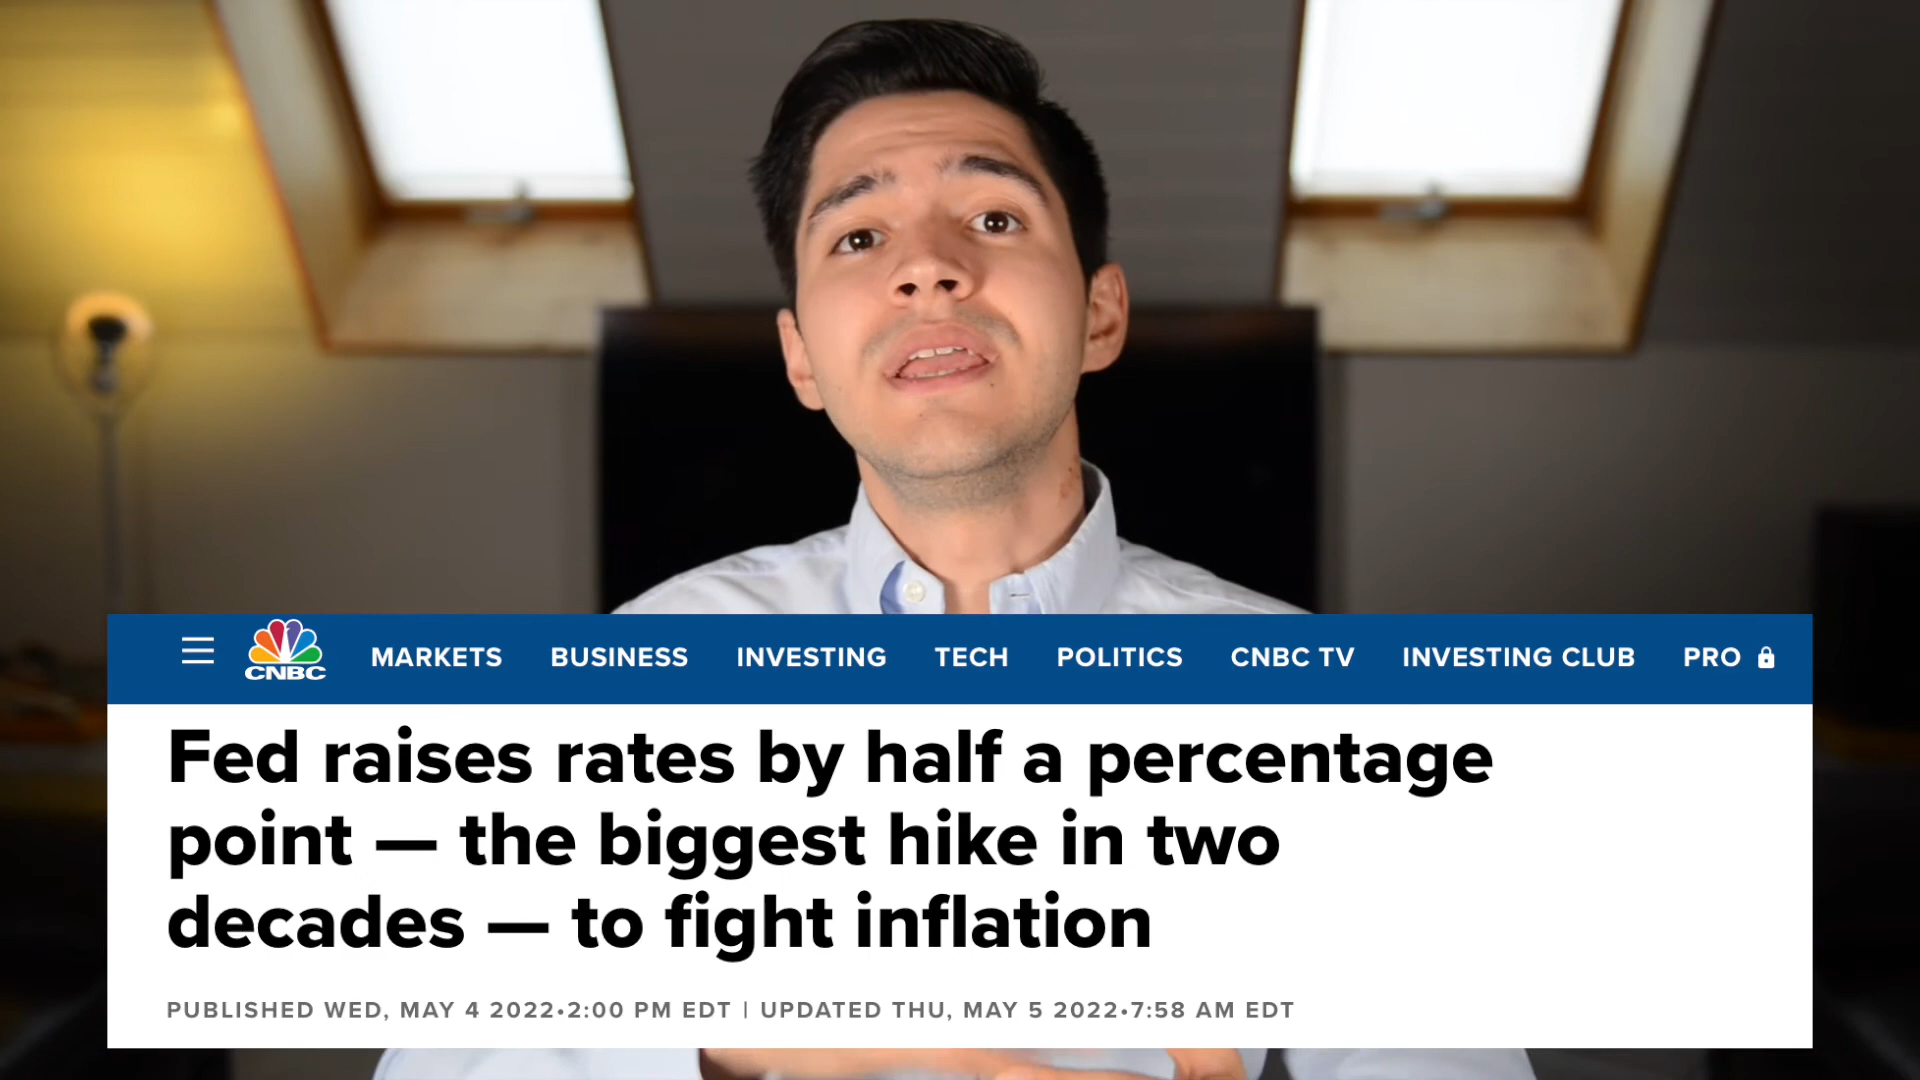 CNBC
MARKETS BUSINESS INVESTING TECH POLITICS CNBC TV INVESTING CLUB PRO
Fed raises rates by half a percentage
point — the biggest hike in two
decades — to fight inflation
PUBLISHED WED, MAY 4 2022•2:00 PM EDT | UPDATED THU, MAY 5 2022•7:58 AM EDT